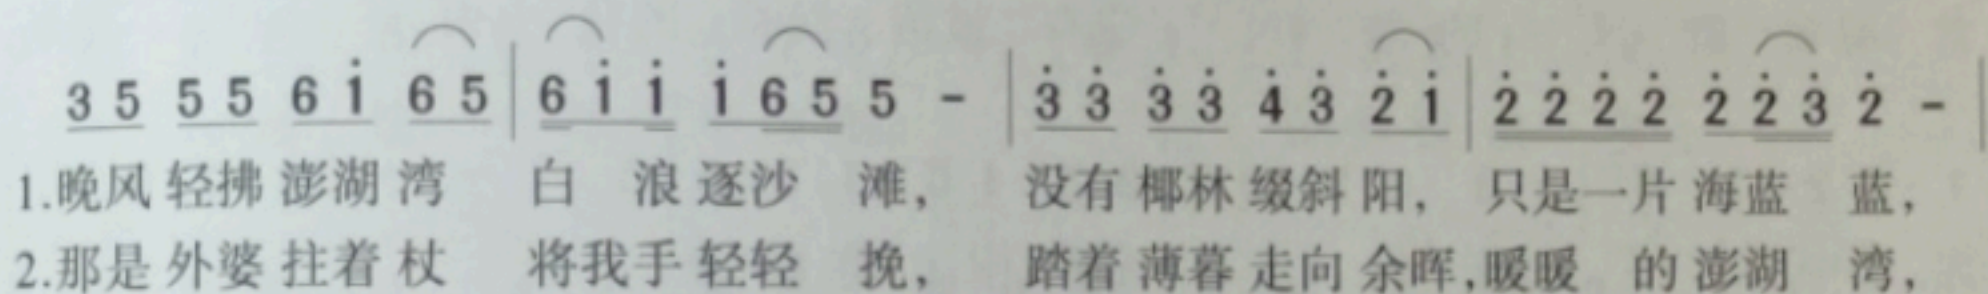 3 5 5 5 6 i̇ 6 5 | 6 i̇ i̇ i̇ 6 5 5 - | 3̇ 3̇ 3̇ 3̇ 4̇ 3̇ 2̇ i̇ | 2̇ 2̇ 2̇ 2̇ 2̇ 2̇ 3̇ 2̇ - |
1.晚风 轻拂 澎湖 湾 白 浪 逐沙 滩， 没有 椰林 缀斜 阳， 只是一片 海蓝 蓝，
2.那是 外婆 拄着 杖 将我手 轻轻 挽， 踏着 薄暮 走向 余晖，暖暖 的 澎湖 湾，